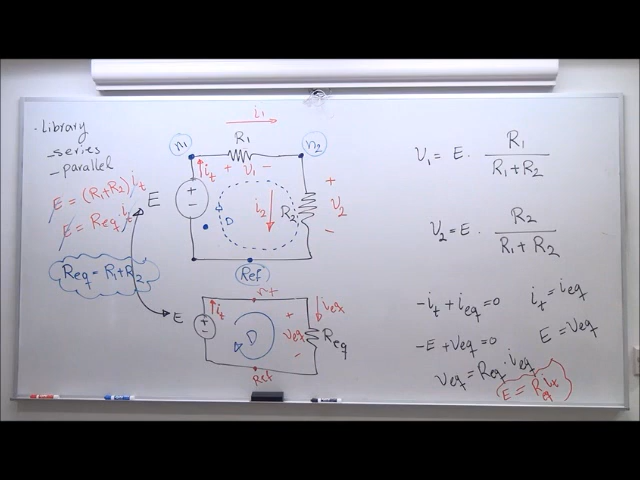 . Library
- series
- parallel
E = (R1+R2) it
E = Req it
Req = R1+R2
i1
R1
n1
n2
it
+ v1 -
E
+
-
i2
R2
+
v2
-
D
Ref
n+
it
ieq
E
+
-
D
+
veq
-
Req
Ref
v1 = E . R1
R1+R2
v2 = E . R2
R1+R2
-it + ieq = 0
it = ieq
-E + veq = 0
E = veq
veq = Req . ieq